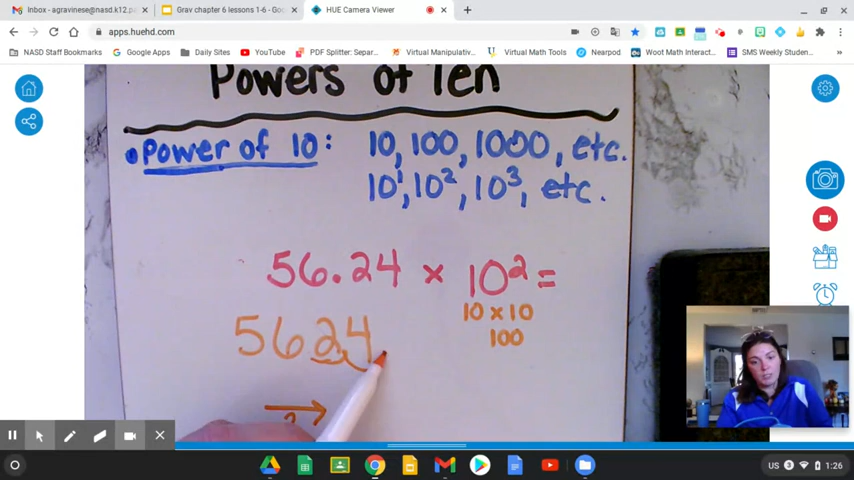 Inbox - agravinese@nasd.k12.p
Grav chapter 6 lessons 1-6 - Go
HUE Camera Viewer
apps.huehd.com
NASD Staff Bookmarks
Google Apps
Daily Sites
YouTube
PDF Splitter: Separ...
Virtual Manipulativ...
Virtual Math Tools
Nearpod
Woot Math Interact...
SMS Weekly Studen...
Powers of Ten
• Power of 10: 10, 100, 1000, etc.
10¹, 10², 10³, etc.
56.24 × 10² =
10 x 10
5624
100
2
US
3
1:26